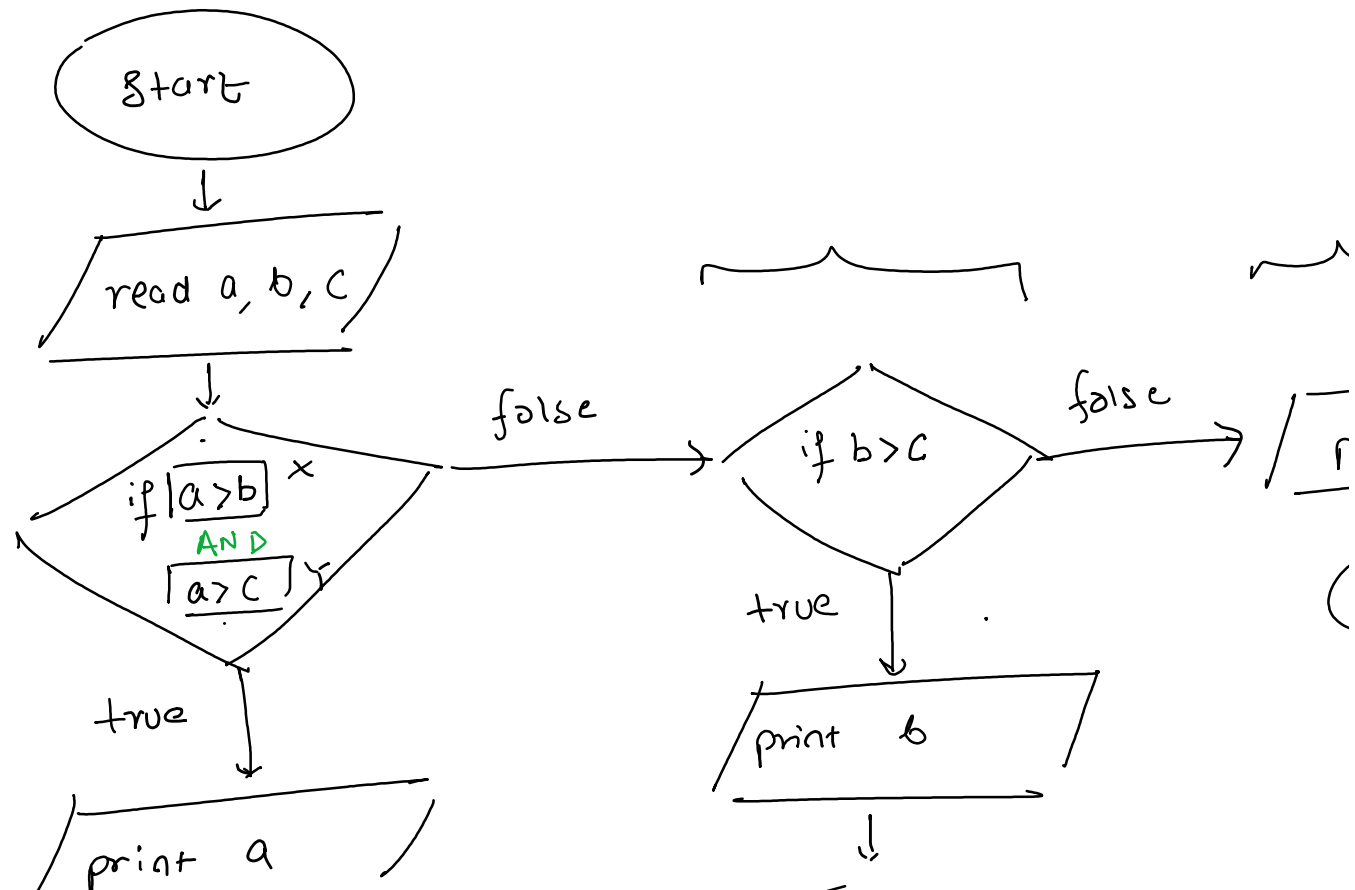 Start
read a, b, c
false
false
if a>b x
AND
a>c y
if b>c
true
true
print b
print a